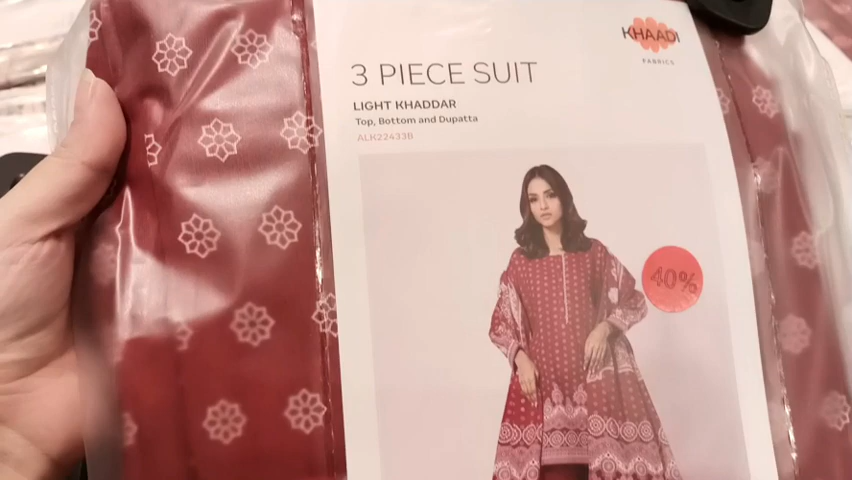 KHAADI
FABRICS
3 PIECE SUIT
LIGHT KHADDAR
Top, Bottom and Dupatta
ALK22433B
40%